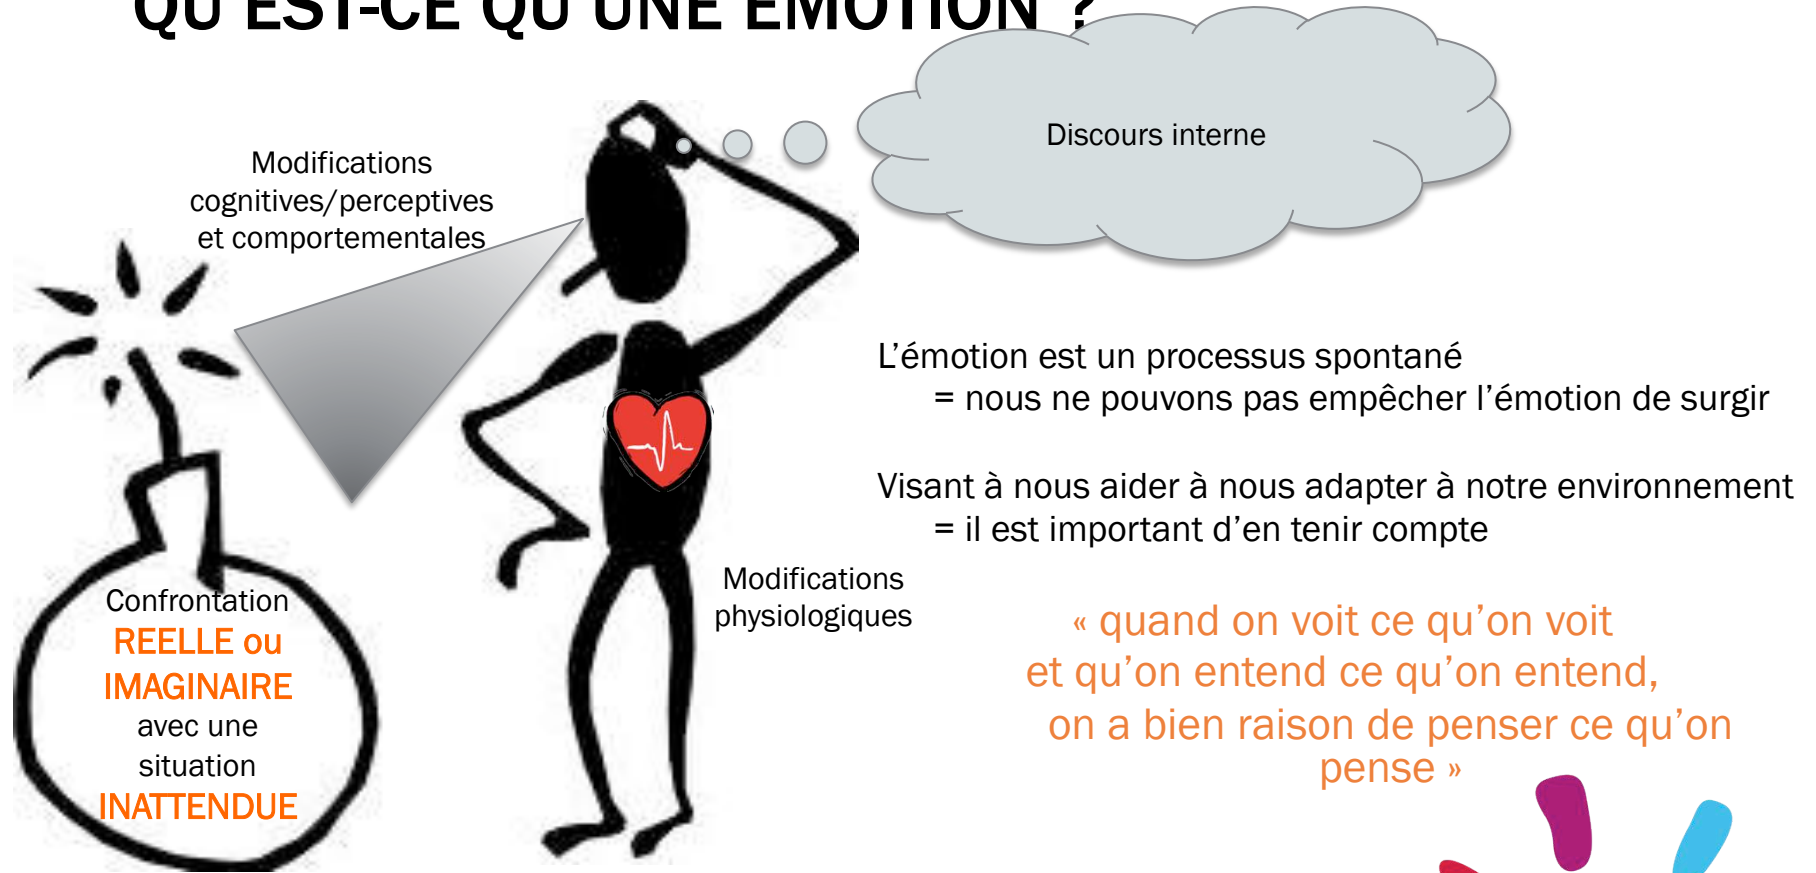 QU EST-CE QU UNE EMOTION ?
Discours interne
Modifications
cognitives/perceptives
et comportementales
L’émotion est un processus spontané
= nous ne pouvons pas empêcher l’émotion de surgir
Visant à nous aider à nous adapter à notre environnement
= il est important d’en tenir compte
Modifications
physiologiques
Confrontation
REELLE ou
IMAGINAIRE
avec une
situation
INATTENDUE
« quand on voit ce qu’on voit
et qu’on entend ce qu’on entend,
on a bien raison de penser ce qu’on
pense »